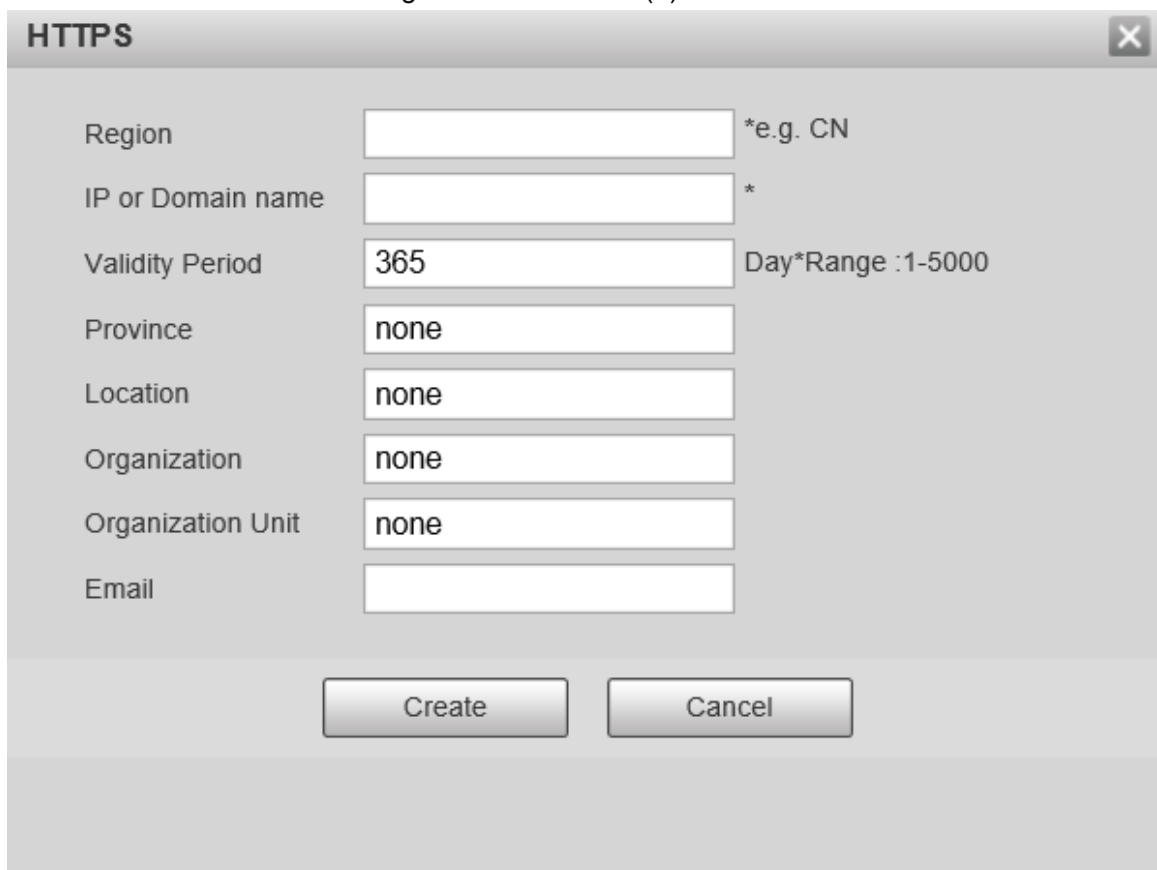 HTTPS
Region *e.g. CN
IP or Domain name *
Validity Period 365 Day*Range :1-5000
Province none
Location none
Organization none
Organization Unit none
Email
Create Cancel